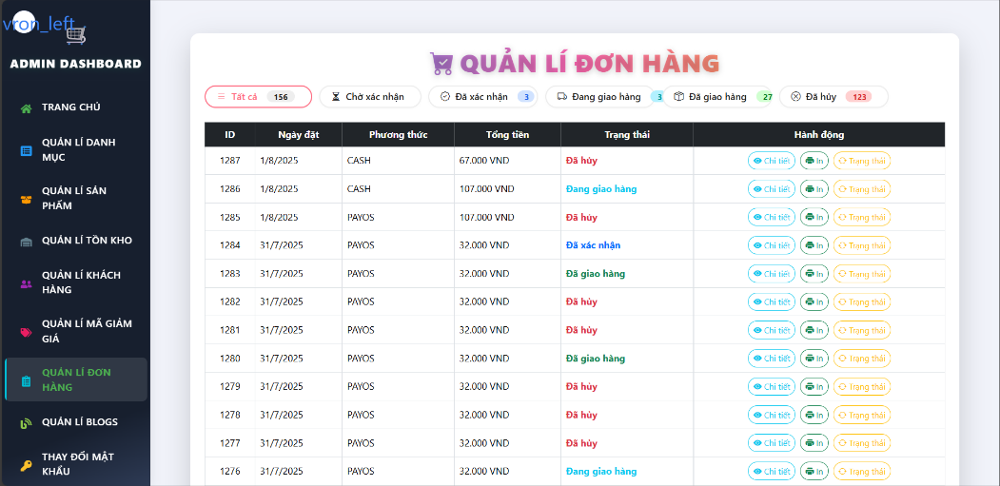 vron_left
ADMIN DASHBOARD
TRANG CHỦ
QUẢN LÍ DANH
MỤC
QUẢN LÍ SẢN
PHẨM
QUẢN LÍ TỒN KHO
QUẢN LÍ KHÁCH
HÀNG
QUẢN LÍ MÃ GIẢM
GIÁ
QUẢN LÍ ĐƠN
HÀNG
QUẢN LÍ BLOGS
THAY ĐỔI MẬT
KHẨU
QUẢN LÍ ĐƠN HÀNG
Tất cả 156 Chờ xác nhận Đã xác nhận 3 Đang giao hàng 3 Đã giao hàng 27 Đã hủy 123
ID Ngày đặt Phương thức Tổng tiền Trạng thái Hành động
1287 1/8/2025 CASH 67.000 VND Đã hủy Chi tiết In Trạng thái
1286 1/8/2025 CASH 107.000 VND Đang giao hàng Chi tiết In Trạng thái
1285 1/8/2025 PAYOS 107.000 VND Đã hủy Chi tiết In Trạng thái
1284 31/7/2025 PAYOS 32.000 VND Đã xác nhận Chi tiết In Trạng thái
1283 31/7/2025 PAYOS 32.000 VND Đã giao hàng Chi tiết In Trạng thái
1282 31/7/2025 PAYOS 32.000 VND Đã hủy Chi tiết In Trạng thái
1281 31/7/2025 PAYOS 32.000 VND Đã hủy Chi tiết In Trạng thái
1280 31/7/2025 PAYOS 32.000 VND Đã giao hàng Chi tiết In Trạng thái
1279 31/7/2025 PAYOS 32.000 VND Đã hủy Chi tiết In Trạng thái
1278 31/7/2025 PAYOS 32.000 VND Đã hủy Chi tiết In Trạng thái
1277 31/7/2025 PAYOS 32.000 VND Đã hủy Chi tiết In Trạng thái
1276 31/7/2025 PAYOS 32.000 VND Đang giao hàng Chi tiết In Trạng thái